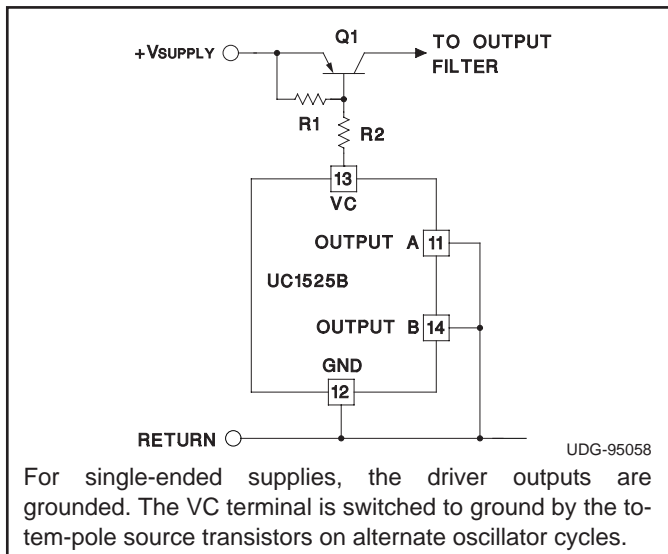 Q1
+VSUPPLY
TO OUTPUT
FILTER
R1
R2
13
VC
OUTPUT A 11
UC1525B
OUTPUT B 14
GND
12
RETURN
UDG-95058
For single-ended supplies, the driver outputs are
grounded. The VC terminal is switched to ground by the to-
tem-pole source transistors on alternate oscillator cycles.